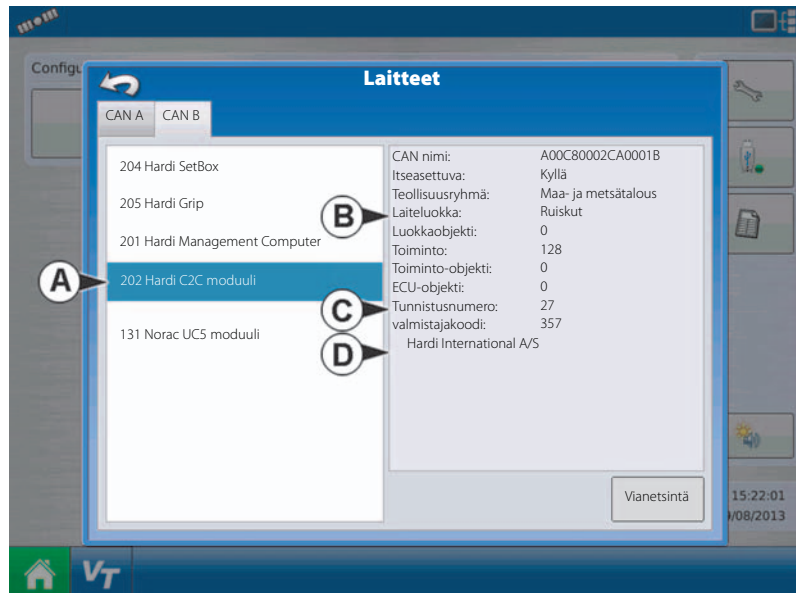 Configu
Laitteet
CAN A CAN B
204 Hardi SetBox
205 Hardi Grip
201 Hardi Management Computer
202 Hardi C2C moduuli
131 Norac UC5 moduuli
A
B
C
D
CAN nimi: A00C80002CA0001B
Itseasettuva: Kyllä
Teollisuusryhmä: Maa- ja metsätalous
Laiteluokka: Ruiskut
Luokkaobjekti: 0
Toiminto: 128
Toiminto-objekti: 0
ECU-objekti: 0
Tunnistusnumero: 27
valmistajakoodi: 357
Hardi International A/S
Vianetsintä
15:22:01
/08/2013
VT